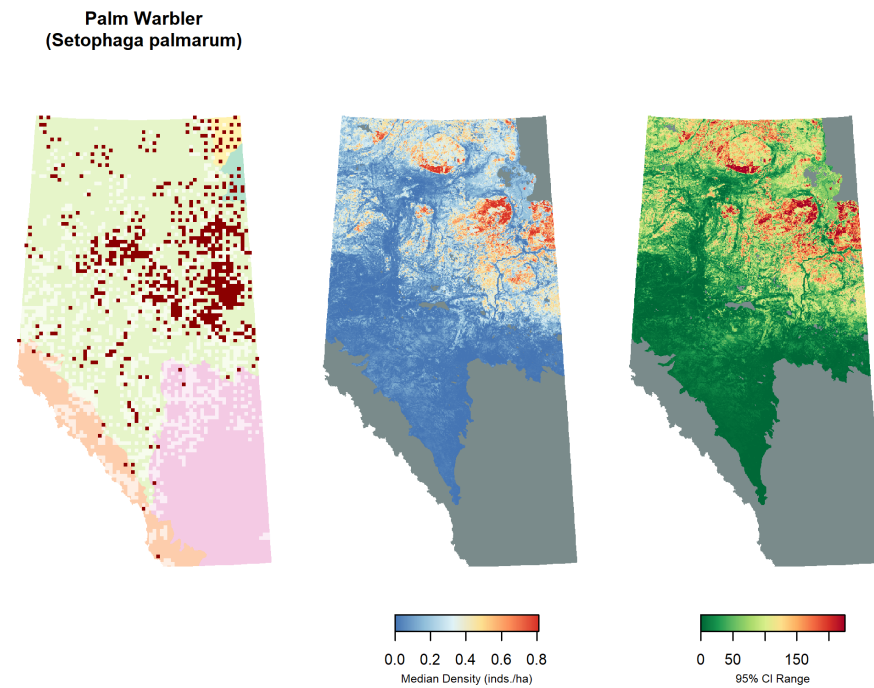 Palm Warbler
(Setophaga palmarum)
0.0 0.2 0.4 0.6 0.8
Median Density (inds./ha)
0 50 150
95% CI Range